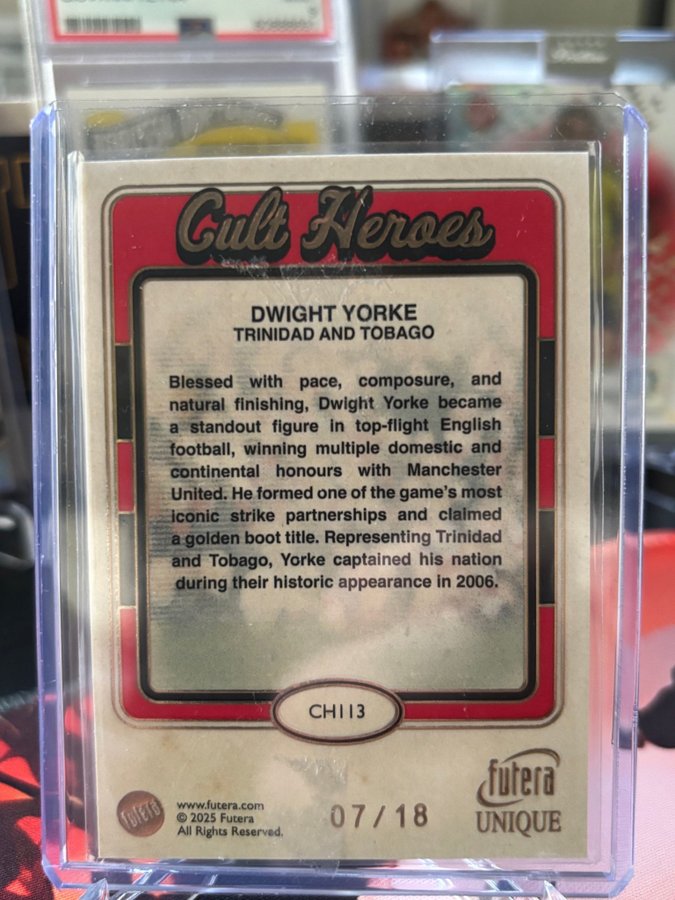 Cult Heroes
DWIGHT YORKE
TRINIDAD AND TOBAGO
Blessed with pace, composure, and
natural finishing, Dwight Yorke became
a standout figure in top-flight English
football, winning multiple domestic and
continental honours with Manchester
United. He formed one of the game's most
iconic strike partnerships and claimed
a golden boot title. Representing Trinidad
and Tobago, Yorke captained his nation
during their historic appearance in 2006.
CH113
futera
www.futera.com
© 2025 Futera
All Rights Reserved.
07/18
futera
UNIQUE